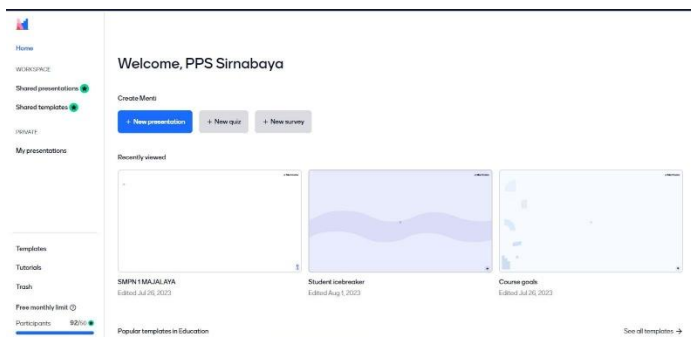 Home
WORKSPACE
Shared presentations
Shared templates
PRIVATE
My presentations
Templates
Tutorials
Trash
Free monthly limit
Participants 92/50
Welcome, PPS Sirnabaya
Create Menti
+ New presentation
+ New quiz
+ New survey
Recently viewed
SMPN 1 MAJALAYA
Edited Jul 26, 2023
Student icebreaker
Edited Aug 1, 2023
Course goals
Edited Jul 26, 2023
Popular templates in Education
See all templates →